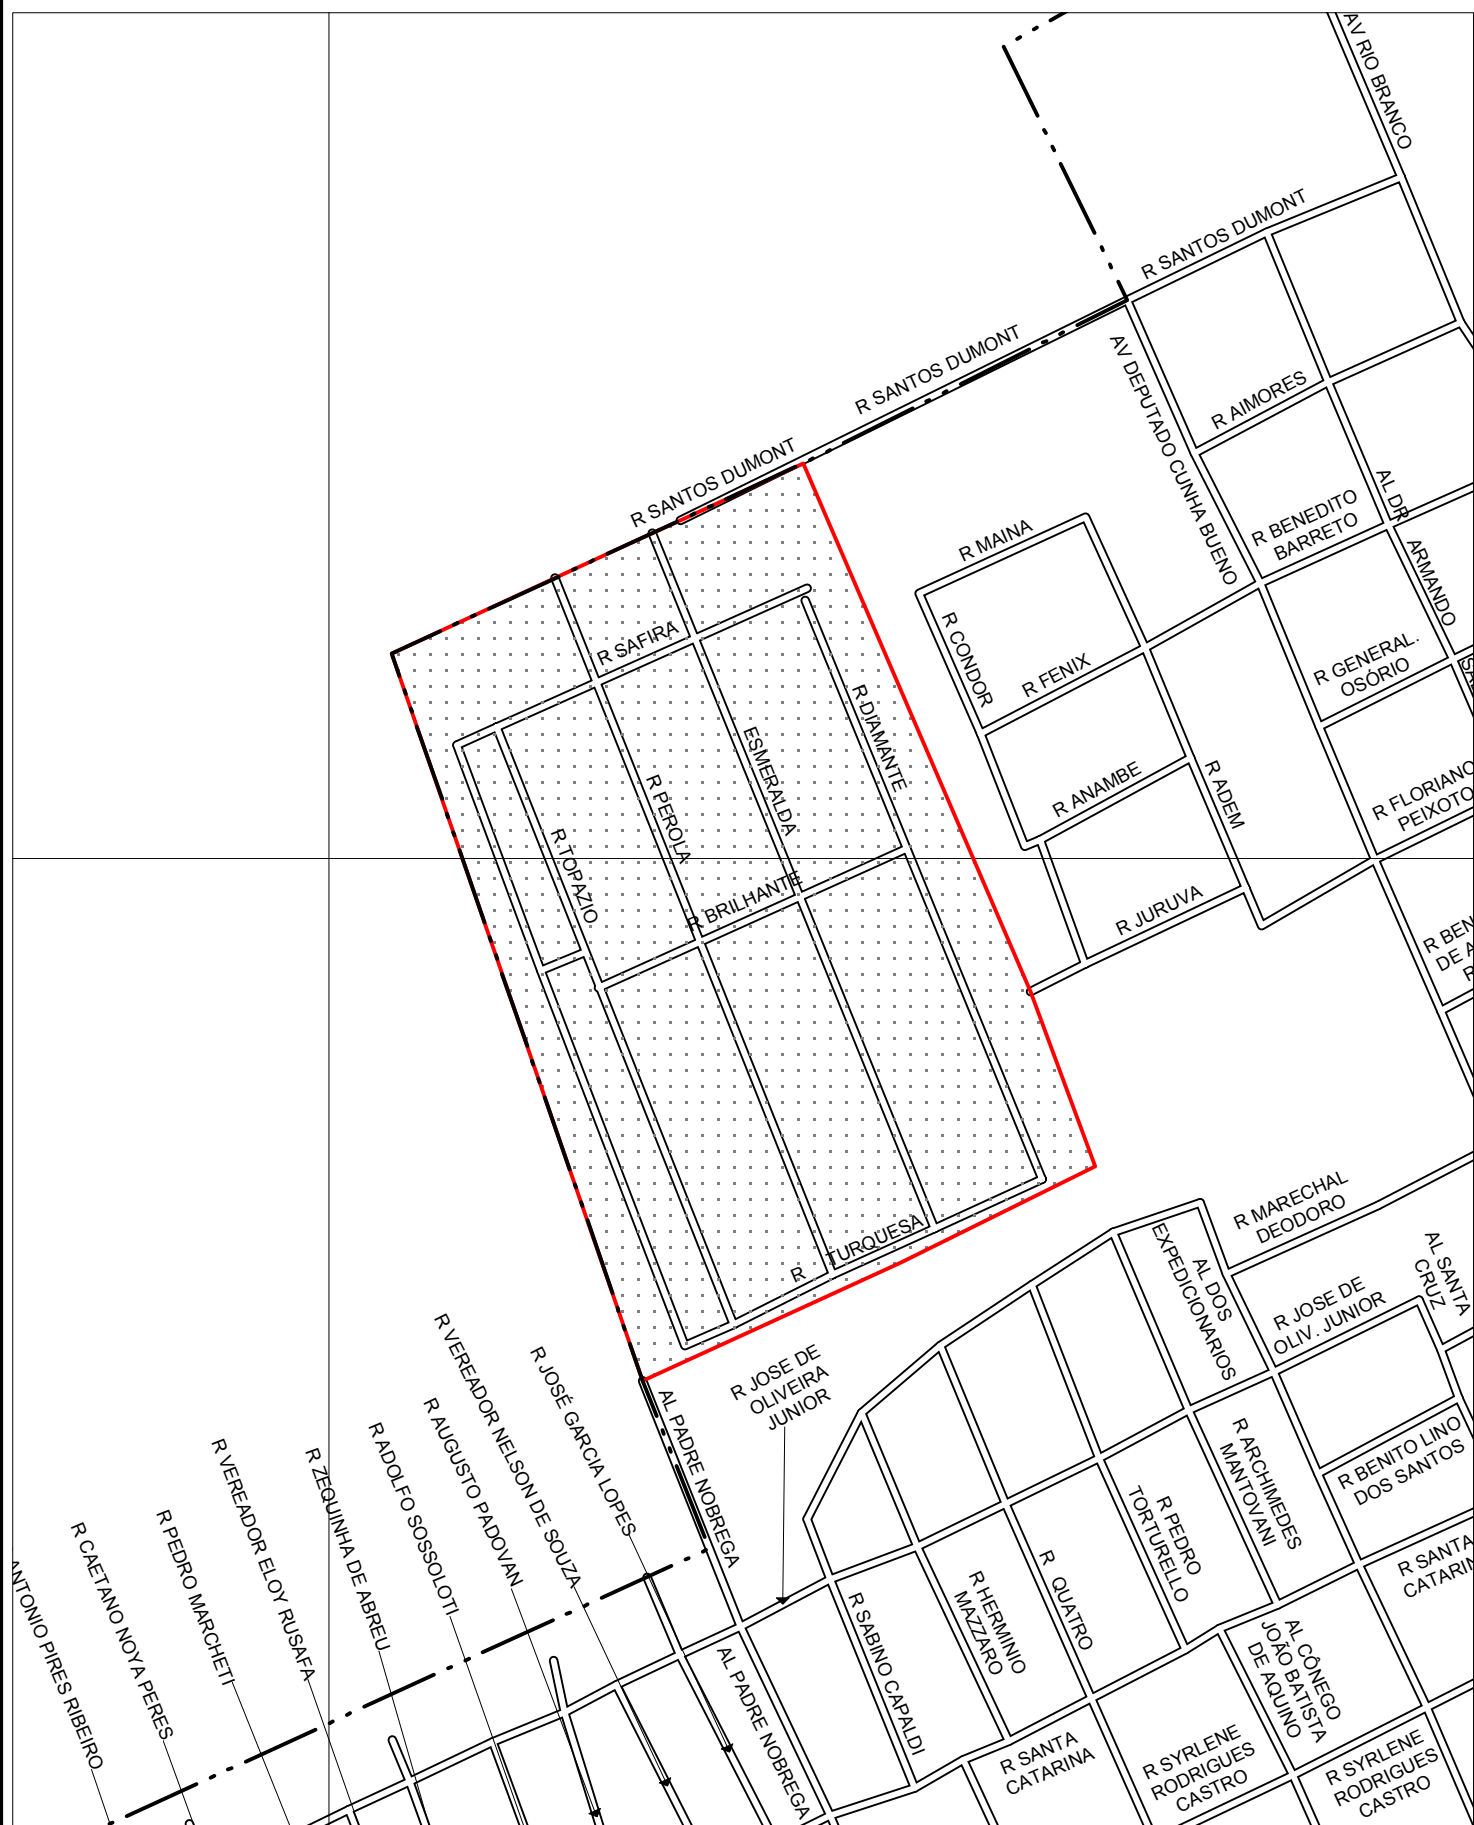 AV RIO BRANCO
R SANTOS DUMONT
R SANTOS DUMONT
R SANTOS DUMONT
AV DEPUTADO CUNHA BUENO
R AIMORES
AL DR
ARMANDO
R BENEDITO
BARRETO
R MAINA
R CONDOR
R FENIX
R GENERAL.
OSÓRIO
R SAFIRA
R DIAMANTE
ESMERALDA
R PEROLA
R TOPAZIO
R BRILHANTE
R ANAMBE
R ADEM
R FLORIANO
PEIXOTO
R JURUVA
R BEN
DE A
R
R TURQUESA
R MARECHAL
DEODORO
AL SANTA
CRUZ
AL DOS
EXPEDICIONARIOS
R JOSE DE
OLIV. JUNIOR
R JOSE DE
OLIVEIRA
JUNIOR
AL PADRE NOBREGA
R JOSÉ GARCIA LOPES
R VEREADOR NELSON DE SOUZA
R AUGUSTO PADOVAN
R ADOLFO SOSSOLOTI
R ZEQUINHA DE ABREU
R VEREADOR ELOY RUSAFA
R PEDRO MARCHETI
R CAETANO NOYA PERES
ANTONIO PIRES RIBEIRO
R ARCHIMEDES
MANTOVANI
R BENITO LINO
DOS SANTOS
R PEDRO
TORTURELLO
R QUATRO
R HERMINIO
MAZZARO
R SABINO CAPALDI
AL PADRE NOBREGA
R SANTA
CATARIN
AL CÔNEGO
JOÃO BATISTA
DE AQUINO
R SANTA
CATARINA
R SYRLENE
RODRIGUES
CASTRO
R SYRLENE
RODRIGUES
CASTRO